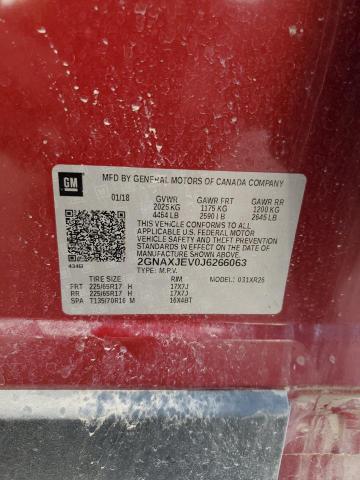 MFD BY GENERAL MOTORS OF CANADA COMPANY
GM
01/18 GVWR GAWR FRT GAWR RR
2025 KG 1175 KG 1200 KG
4464 LB 2590 LB 2645 LB
THIS VEHICLE CONFORMS TO ALL APPLICABLE
U.S. FEDERAL MOTOR
VEHICLE SAFETY AND THEFT PREVENTION
STANDARDS IN EFFECT ON THE DATE OF
MANUFACTURE SHOWN ABOVE.
2GNAXJEV0J6266063
TYPE: M.P.V. MODEL: 031XR26
TIRE SIZE RIM
FRT 225/65R17 H 17X7J
RR 225/65R17 H 17X7J
SPA T135/70R16 M 16X4BT